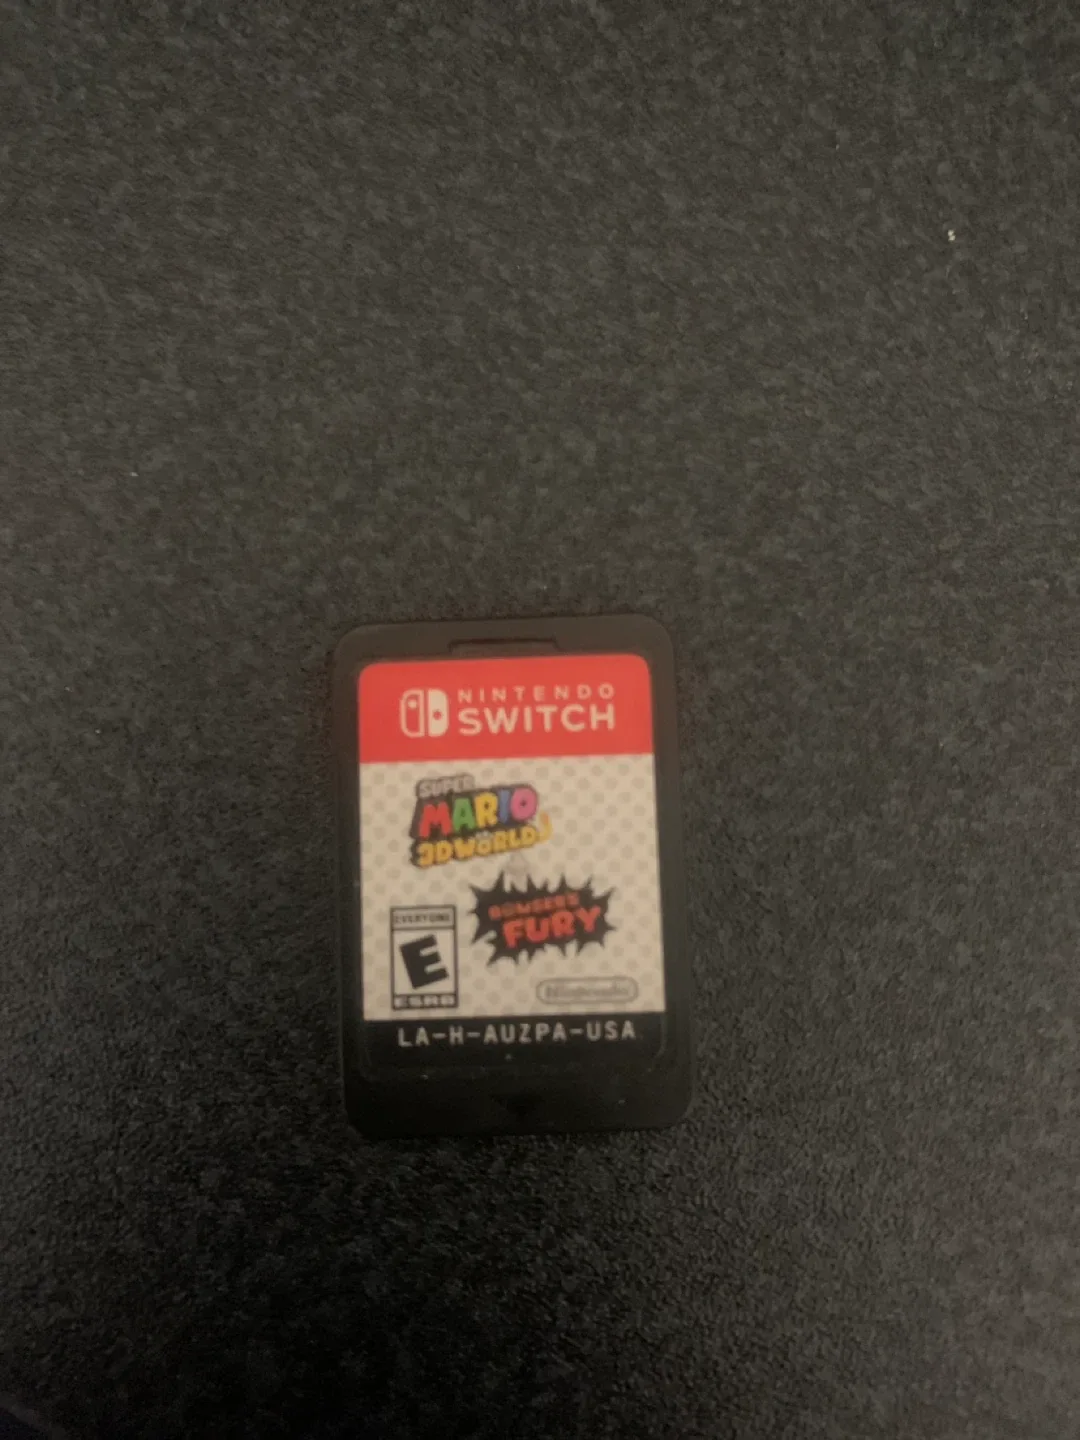 NINTENDO
SWITCH
SUPER
MARIO
3D WORLD
BOWSER'S
FURY
EVERYONE
E
ESRB
Nintendo
LA-H-AUZPA-USA